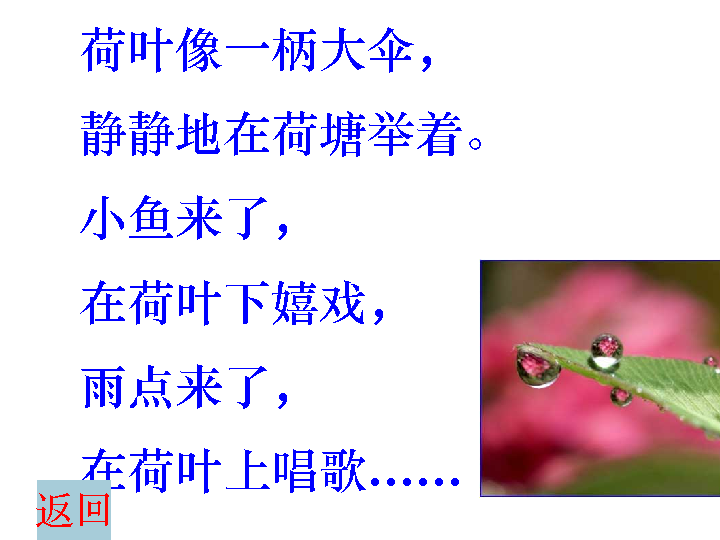 荷叶像一柄大伞，
静静地在荷塘举着。
小鱼来了，
在荷叶下嬉戏，
雨点来了，
在荷叶上唱歌……
返回